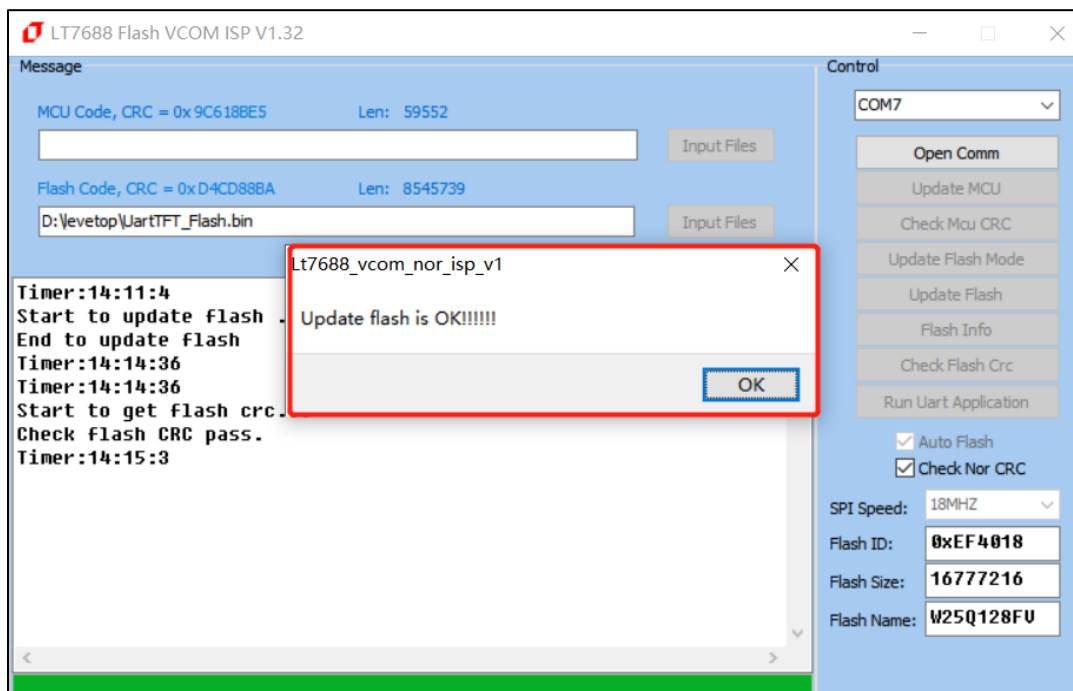 LT7688 Flash VCOM ISP V1.32
Message
MCU Code, CRC = 0x9C618BE5 Len: 59552
Input Files
Flash Code, CRC = 0xD4CD88BA Len: 8545739
D:\levetop\UartTFT_Flash.bin
Input Files
Timer:14:11:4
Start to update flash .
End to update flash
Timer:14:14:36
Timer:14:14:36
Start to get flash crc.
Check flash CRC pass.
Timer:14:15:3
Lt7688_vcom_nor_isp_v1
Update flash is OK!!!!!!
OK
Control
COM7
Open Comm
Update MCU
Check Mcu CRC
Update Flash Mode
Update Flash
Flash Info
Check Flash Crc
Run Uart Application
Auto Flash
Check Nor CRC
SPI Speed: 18MHZ
Flash ID: 0xEF4018
Flash Size: 16777216
Flash Name: W25Q128FV